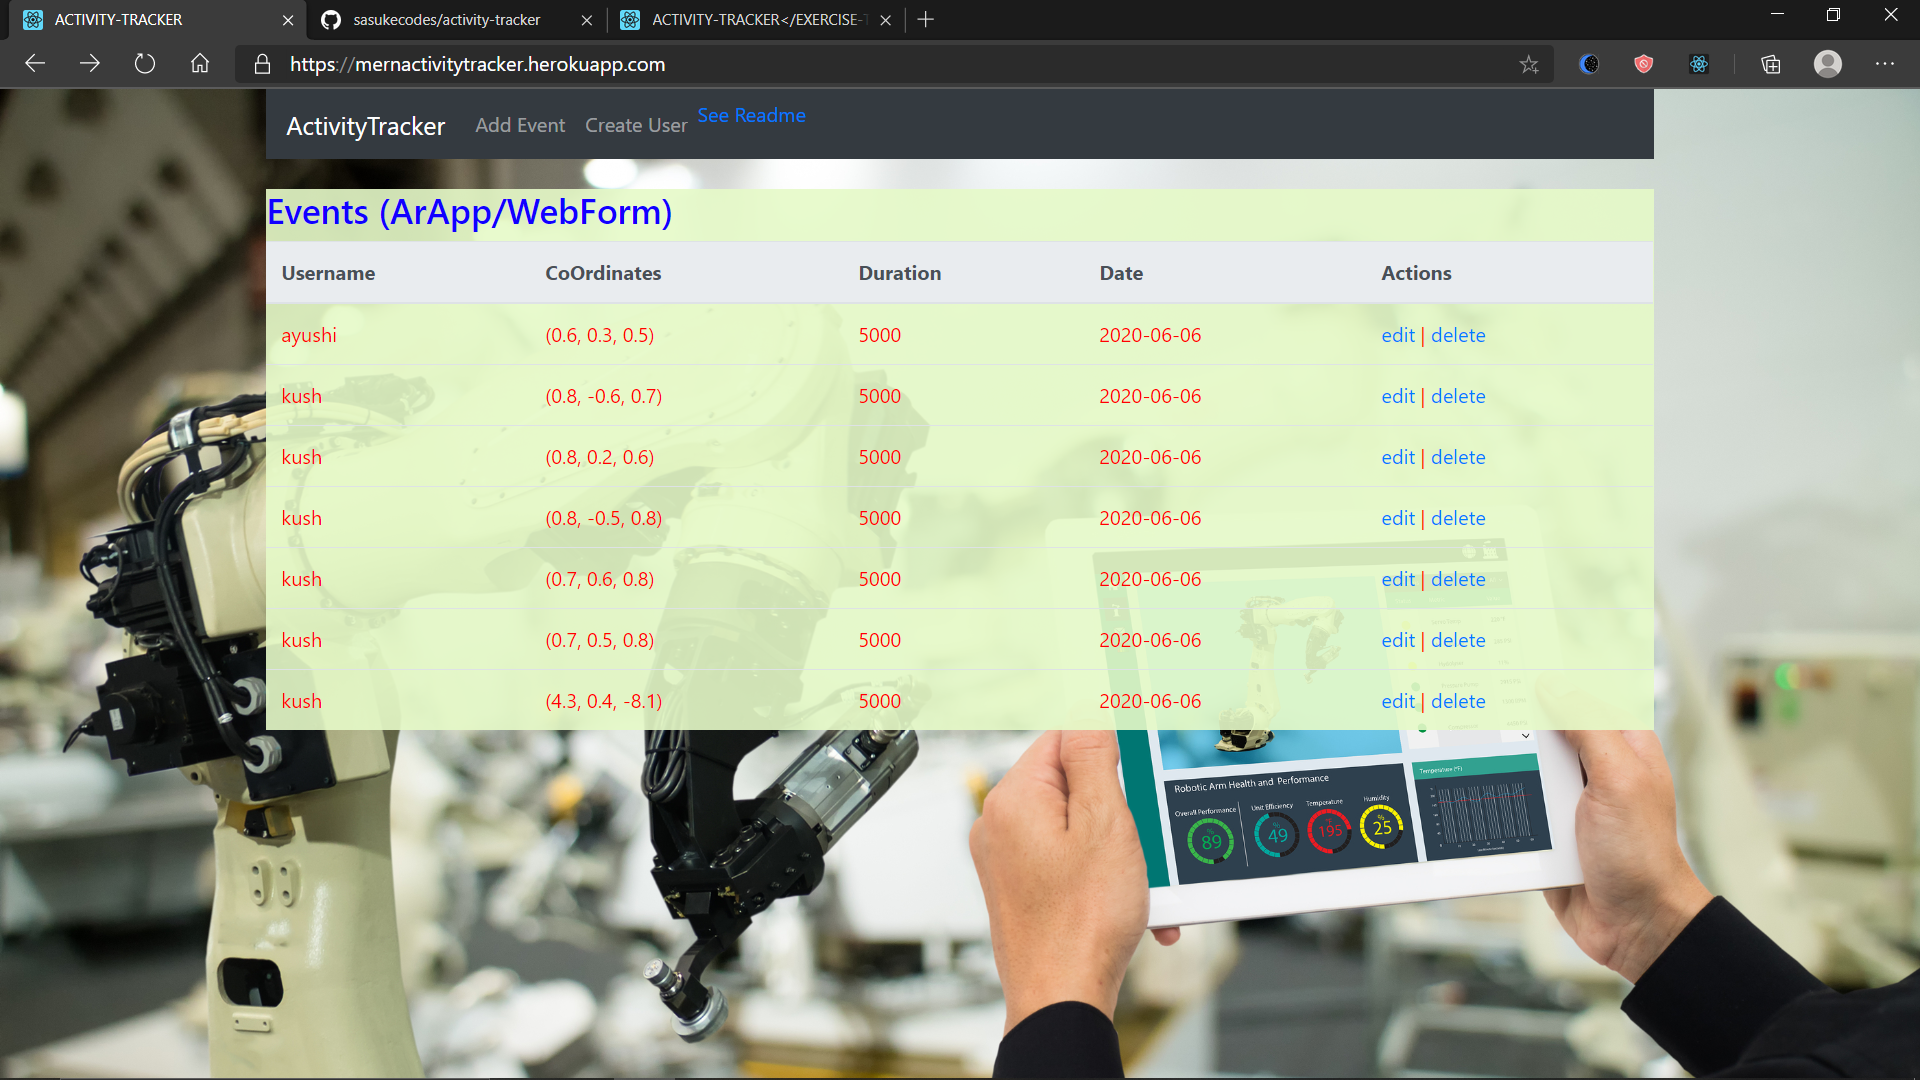 ACTIVITY-TRACKER
sasukecodes/activity-tracker
ACTIVITY-TRACKER</EXERCISE-
https://mernactivitytracker.herokuapp.com
ActivityTracker Add Event Create User See Readme
Events (ArApp/WebForm)
Username CoOrdinates Duration Date Actions
ayushi (0.6, 0.3, 0.5) 5000 2020-06-06 edit | delete
kush (0.8, -0.6, 0.7) 5000 2020-06-06 edit | delete
kush (0.8, 0.2, 0.6) 5000 2020-06-06 edit | delete
kush (0.8, -0.5, 0.8) 5000 2020-06-06 edit | delete
kush (0.7, 0.6, 0.8) 5000 2020-06-06 edit | delete
kush (0.7, 0.5, 0.8) 5000 2020-06-06 edit | delete
kush (4.3, 0.4, -8.1) 5000 2020-06-06 edit | delete
Robotic Arm Health and Performance
Overall Performance Unit Efficiency Temperature Humidity
% 89 % 49 % 195 % 25
Temperature (°F)